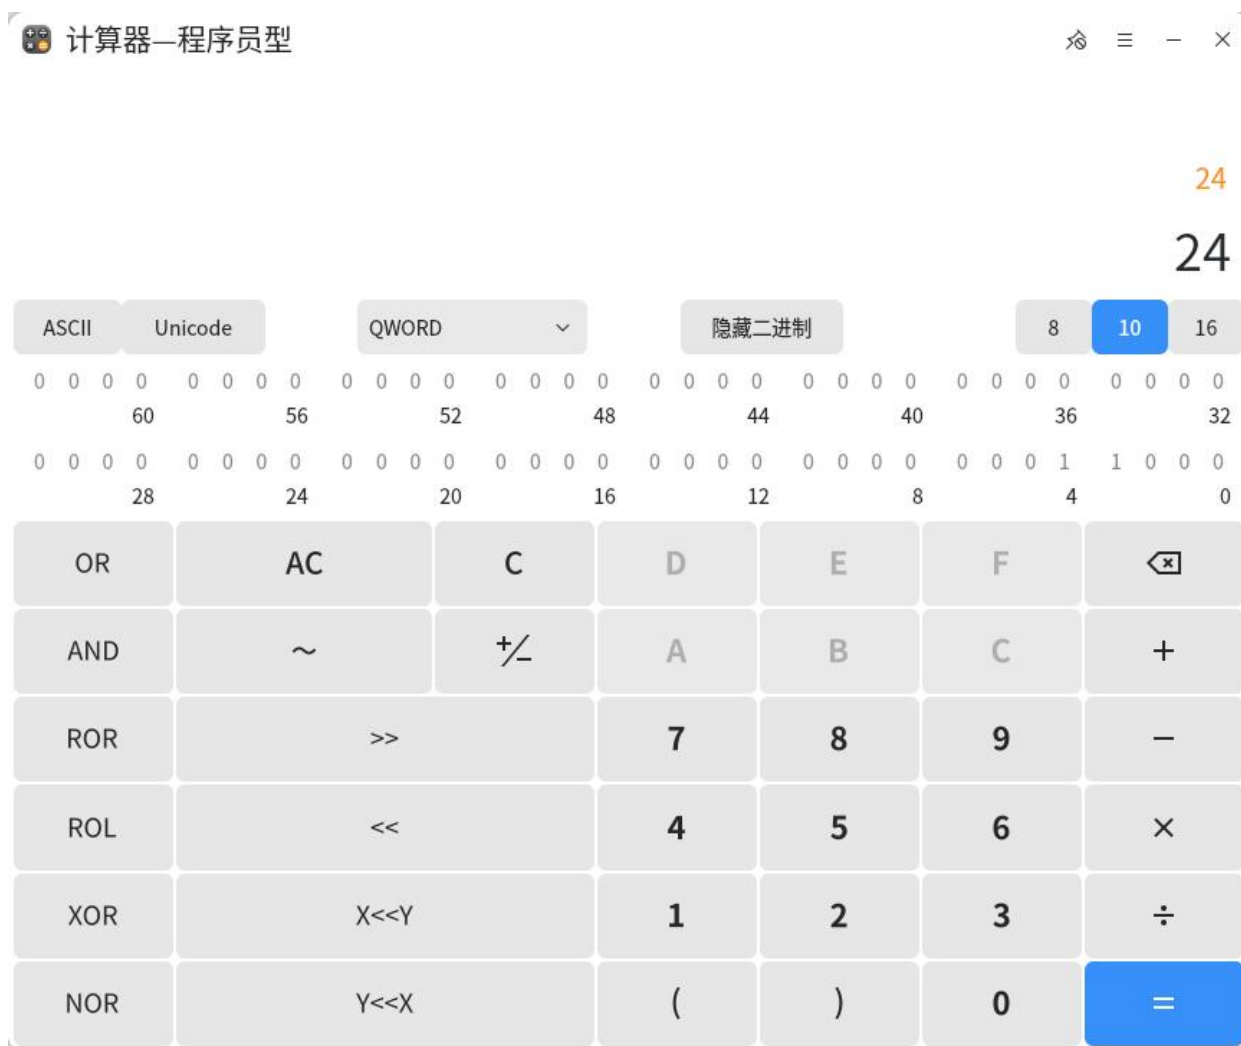 计算器—程序员型
24
24
ASCII Unicode QWORD 隐藏二进制 8 10 16
0 0 0 0 0 0 0 0 0 0 0 0 0 0 0 0 0 0 0 0 0 0 0 0 0 0 0 0 0 0 0 0
60 56 52 48 44 40 36 32
0 0 0 0 0 0 0 0 0 0 0 0 0 0 0 0 0 0 0 0 0 0 0 0 0 0 0 1 1 0 0 0
28 24 20 16 12 8 4 0
OR AC C D E F
AND ~ +/− A B C +
ROR >> 7 8 9 −
ROL << 4 5 6 ×
XOR X<<Y 1 2 3 ÷
NOR Y<<X ( ) 0 =